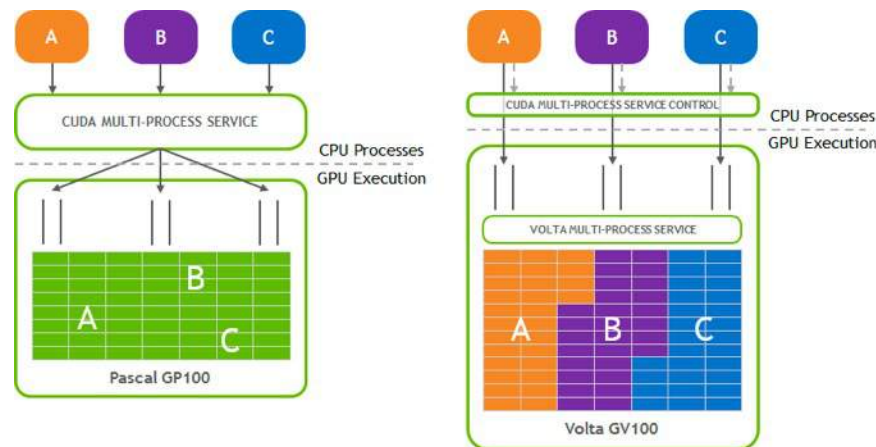 A
B
C
CUDA MULTI-PROCESS SERVICE
CPU Processes
GPU Execution
A
B
C
Pascal GP100
A
B
C
CUDA MULTI-PROCESS SERVICE CONTROL
CPU Processes
GPU Execution
VOLTA MULTI-PROCESS SERVICE
A
B
C
Volta GV100